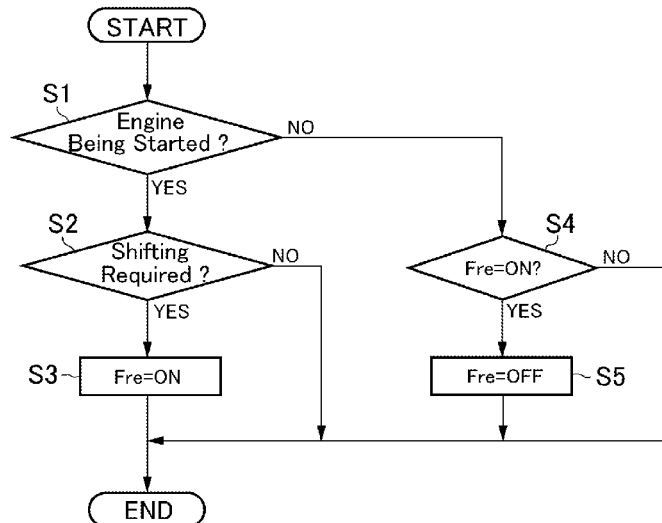 START
S1
Engine
Being Started ?
NO
YES
S2
Shifting
Required ?
NO
YES
S4
Fre=ON?
NO
YES
S3
Fre=ON
Fre=OFF
S5
END